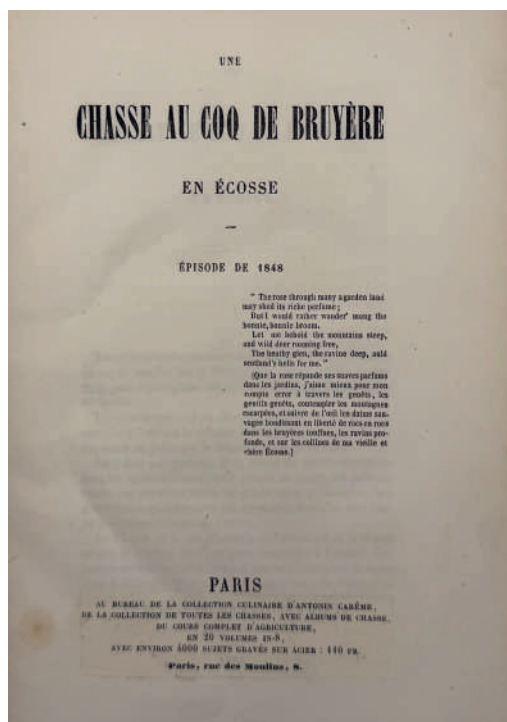 UNE
CHASSE AU COQ DE BRUYÈRE
EN ÉCOSSE
ÉPISODE DE 1848
" The rose through many a garden land
may shed its riche perfume ;
But I would rather wander' mang the
bonnie, bonnie broom.
Let me behold the mountains steep,
and wild deer roaming free,
The heathy glen, the ravine deep, auld
scotland's hells for me. "
[Que la rose répande ses suaves parfums
dans les jardins, j'aime mieux pour mon
compte errer à travers les genêts, les
gentils genêts, contempler les montagnes
escarpées, et suivre de l'œil les daims sau-
vages bondissant en liberté de rocs en rocs
dans les bruyères touffues, les ravins pro-
fonds, et sur les collines de ma vieille et
chère Écosse.]
PARIS
AU BUREAU DE LA COLLECTION CULINAIRE D'ANTONIN CARÊME,
DE LA COLLECTION DE TOUTES LES CHASSES, AVEC ALBUMS DE CHASSE,
DU COURS COMPLET D'AGRICULTURE,
EN 20 VOLUMES IN-8,
AVEC ENVIRON 4000 SUJETS GRAVÉS SUR ACIER : 440 FR.
Paris, rue des Moulins, 8.